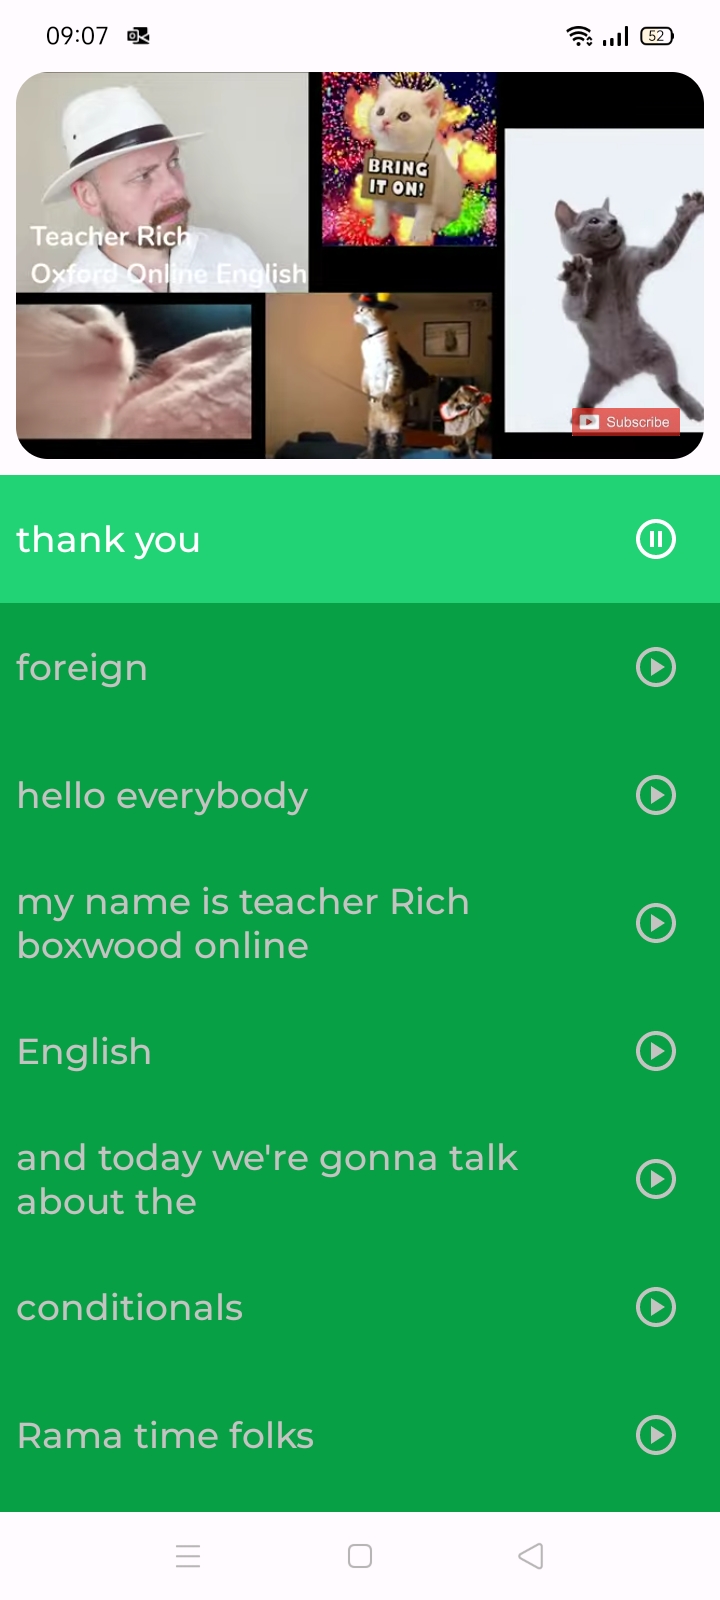 09:07
52
BRING
IT ON!
Teacher Rich
Oxford Online English
Subscribe
thank you
foreign
hello everybody
my name is teacher Rich
boxwood online
English
and today we're gonna talk
about the
conditionals
Rama time folks